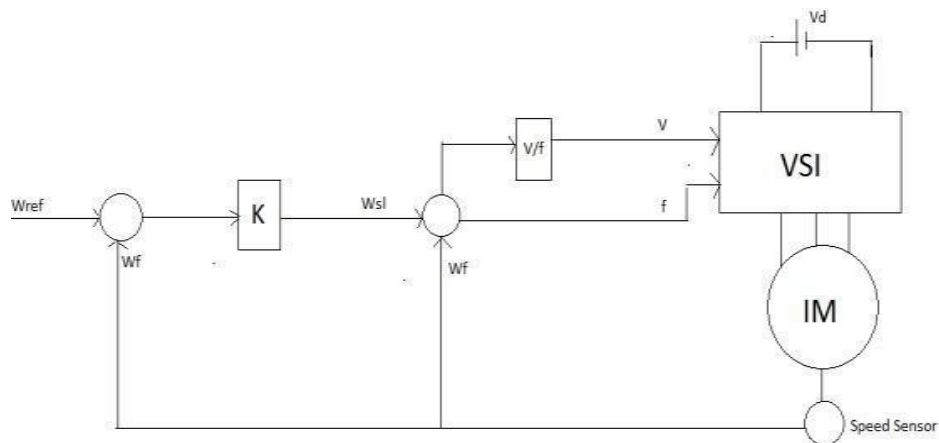 Vd
V
V/f
VSI
Wref
K
Wsl
f
Wf
Wf
IM
Speed Sensor